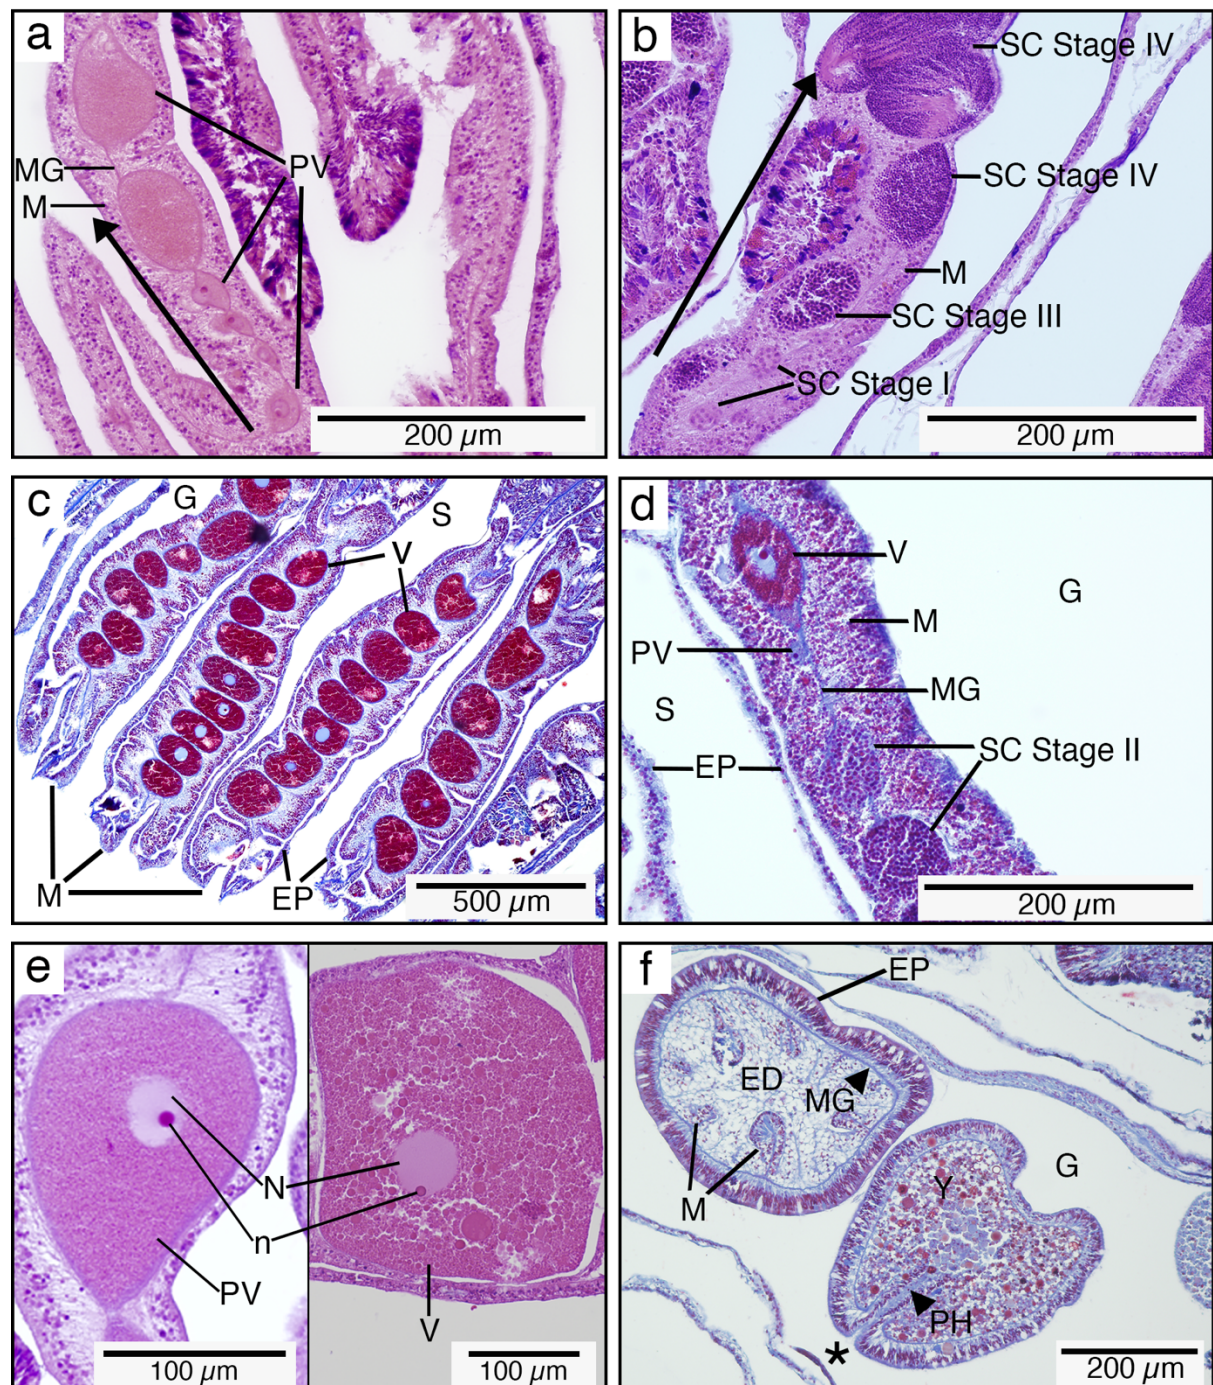 a
PV
MG
M
200 µm
b
SC Stage IV
SC Stage IV
M
SC Stage III
SC Stage I
200 µm
c
G
S
V
M
EP
500 µm
d
V
G
M
PV
MG
S
SC Stage II
EP
200 µm
e
N
n
PV
V
100 µm
100 µm
f
EP
ED
MG
M
G
Y
PH
*
200 µm